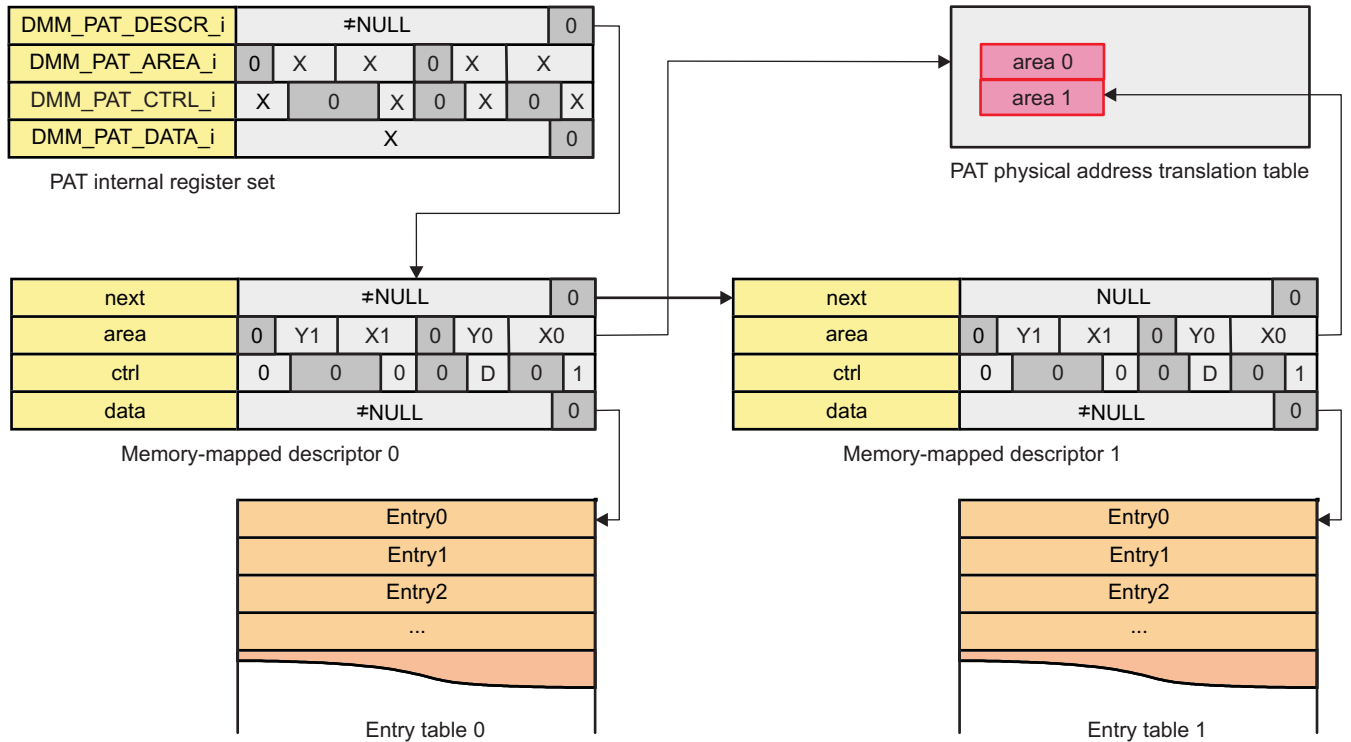 DMM_PAT_DESCR_i ≠NULL 0
DMM_PAT_AREA_i 0 X X 0 X X
DMM_PAT_CTRL_i X 0 X 0 X 0 X
DMM_PAT_DATA_i X 0
PAT internal register set
area 0
area 1
PAT physical address translation table
next ≠NULL 0
area 0 Y1 X1 0 Y0 X0
ctrl 0 0 0 0 D 0 1
data ≠NULL 0
Memory-mapped descriptor 0
next NULL 0
area 0 Y1 X1 0 Y0 X0
ctrl 0 0 0 0 D 0 1
data ≠NULL 0
Memory-mapped descriptor 1
Entry0
Entry1
Entry2
...
Entry table 0
Entry0
Entry1
Entry2
...
Entry table 1